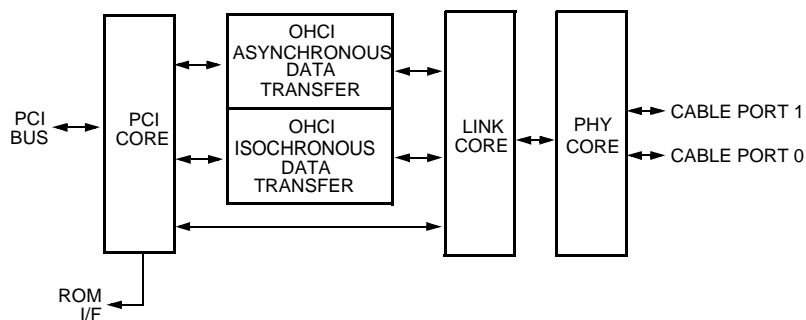 OHCI
ASYNCHRONOUS
DATA
TRANSFER
PCI
BUS
PCI
CORE
OHCI
ISOCHRONOUS
DATA
TRANSFER
LINK
CORE
PHY
CORE
CABLE PORT 1
CABLE PORT 0
ROM
I/F